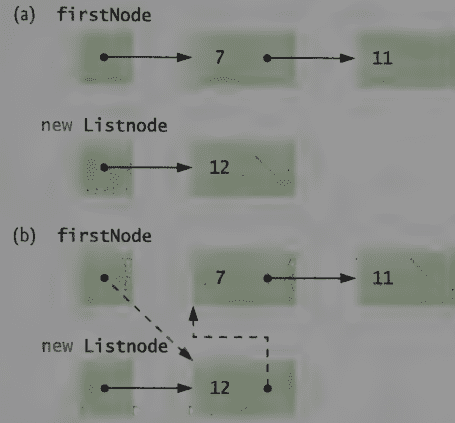 (a) firstNode
7 11
new Listnode
12
(b) firstNode
7 11
new Listnode
12